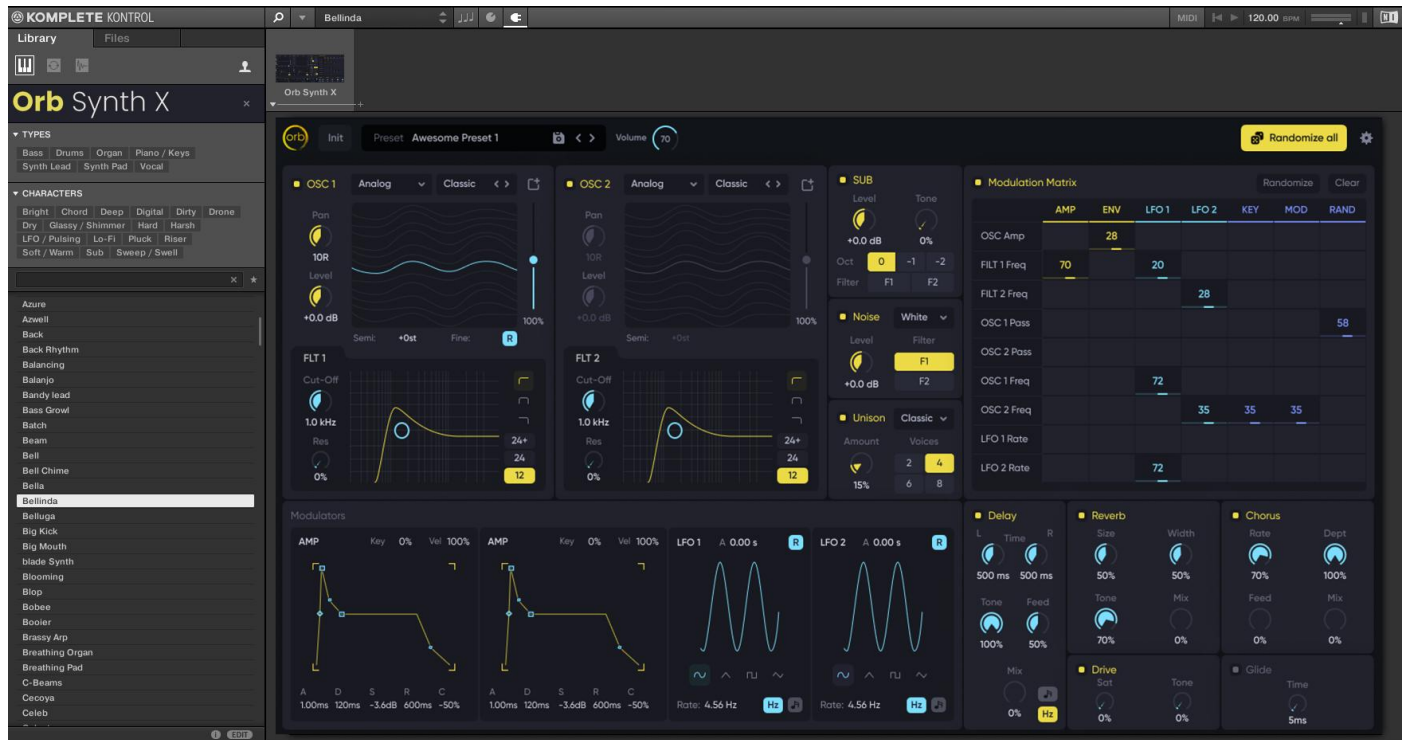 KOMPLETE KONTROL
Bellinda
MIDI
120.00 BPM
Library Files
Orb Synth X
TYPES
Bass Drums Organ Piano / Keys
Synth Lead Synth Pad Vocal
CHARACTERS
Bright Chord Deep Digital Dirty Drone
Dry Glassy / Shimmer Hard Harsh
LFO / Pulsing Lo-Fi Pluck Riser
Soft / Warm Sub Sweep / Swell
Azure
Azwell
Back
Back Rhythm
Balancing
Balanjo
Bandy lead
Bass Growl
Batch
Beam
Bell
Bell Chime
Bella
Bellinda
Belluga
Big Kick
Big Mouth
blade Synth
Blooming
Blop
Bobee
Booier
Brassy Arp
Breathing Organ
Breathing Pad
C-Beams
Cecoya
Celeb
EDIT
Orb Synth X
orb Init Preset Awesome Preset 1 Volume 70 Randomize all
OSC 1 Analog Classic
Pan
10R
Level
+0.0 dB
100%
Semi: +0st Fine: R
FLT 1
Cut-Off
1.0 kHz
Res
0%
24+
24
12
OSC 2 Analog Classic
Pan
10R
Level
+0.0 dB
100%
Semi: +0st
FLT 2
Cut-Off
1.0 kHz
Res
0%
24+
24
12
SUB
Level Tone
+0.0 dB 0%
Oct 0 -1 -2
Filter F1 F2
Noise White
Level Filter
F1
+0.0 dB F2
Unison Classic
Amount Voices
2 4
15% 6 8
Modulation Matrix Randomize Clear
AMP ENV LFO 1 LFO 2 KEY MOD RAND
OSC Amp 28
FILT 1 Freq 70 20
FILT 2 Freq 28
OSC 1 Pass 58
OSC 2 Pass
OSC 1 Freq 72
OSC 2 Freq 35 35 35
LFO 1 Rate
LFO 2 Rate 72
Modulators
AMP Key 0% Vel 100%
A D S R C
1.00ms 120ms -3.6dB 600ms -50%
AMP Key 0% Vel 100%
A D S R C
1.00ms 120ms -3.6dB 600ms -50%
LFO 1 A 0.00 s R
Rate: 4.56 Hz Hz
LFO 2 A 0.00 s R
Rate: 4.56 Hz Hz
Delay
L Time R
500 ms 500 ms
Tone Feed
100% 50%
Mix
0% Hz
Reverb
Size Width
50% 50%
Tone Mix
70% 0%
Chorus
Rate Dept
70% 100%
Feed Mix
0% 0%
Drive
Sat Tone
0% 0%
Glide
Time
5ms